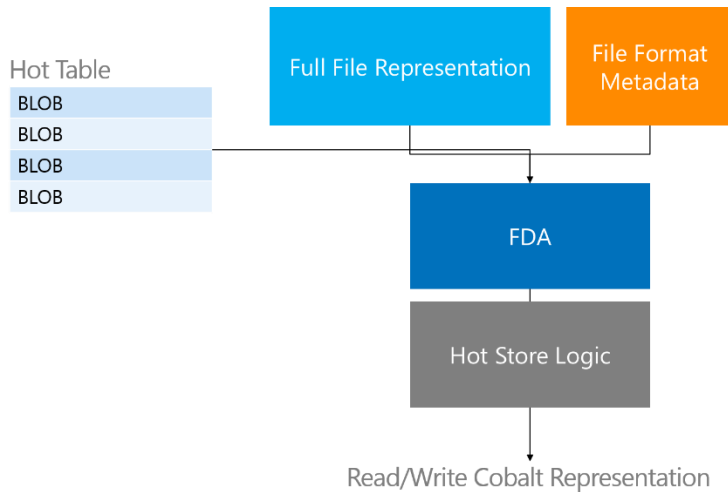 Full File Representation
File Format
Metadata
Hot Table
BLOB
BLOB
BLOB
BLOB
FDA
Hot Store Logic
Read/Write Cobalt Representation